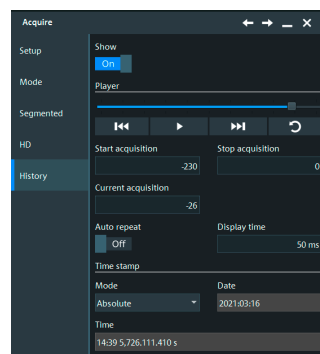 Acquire
Setup
Mode
Segmented
HD
History
Show
On
Player
Start acquisition Stop acquisition
-230 0
Current acquisition
-26
Auto repeat Display time
Off 50 ms
Time stamp
Mode Date
Absolute 2021:03:16
Time
14:39 5,726,111,410 s